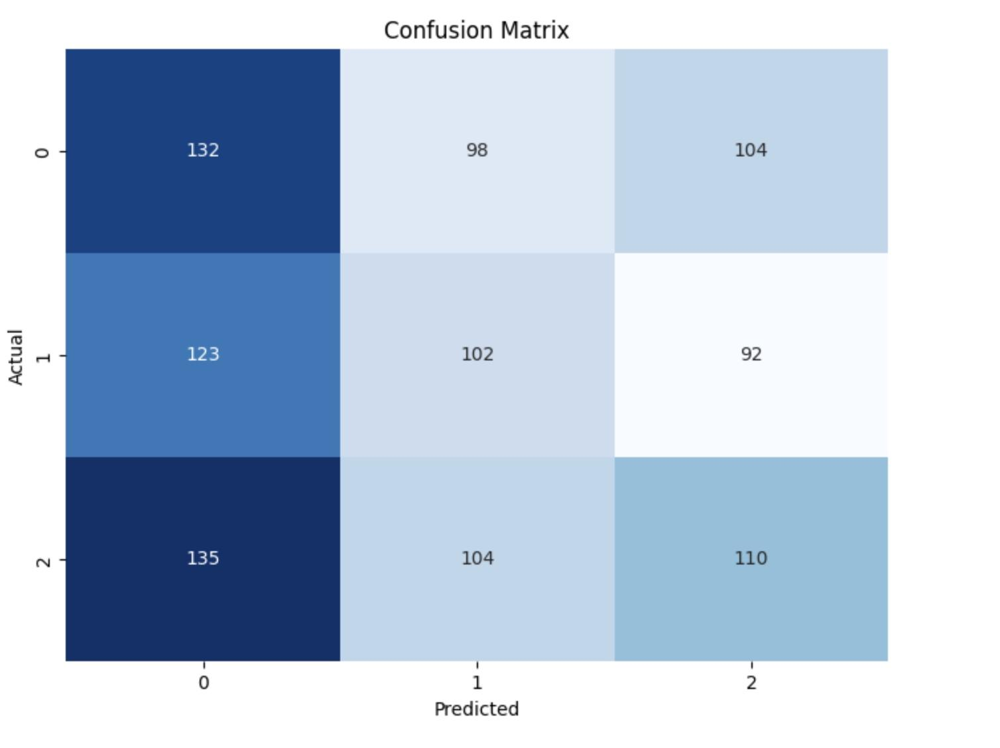 Confusion Matrix
0
132 98 104
Actual
1
123 102 92
2
135 104 110
0 1 2
Predicted